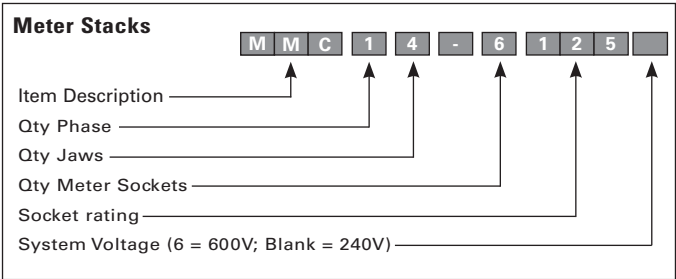 Meter Stacks
M M C 1 4 - 6 1 2 5
Item Description
Qty Phase
Qty Jaws
Qty Meter Sockets
Socket rating
System Voltage (6 = 600V; Blank = 240V)